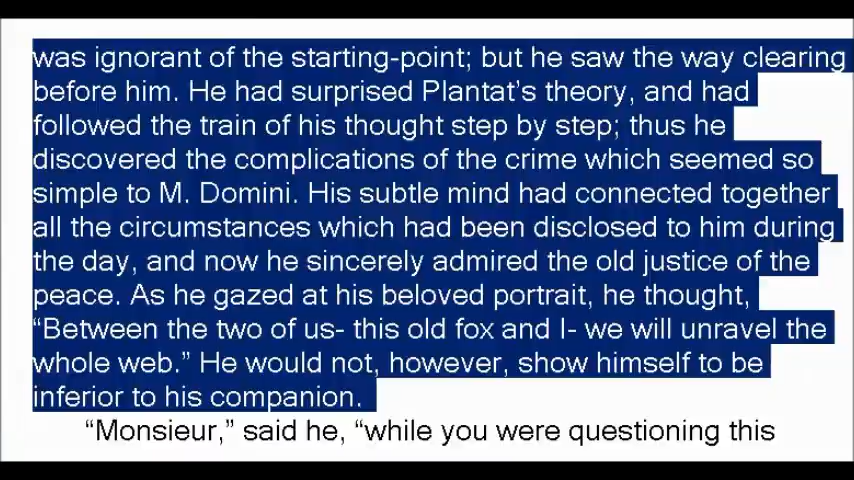 was ignorant of the starting-point; but he saw the way clearing
before him. He had surprised Plantat’s theory, and had
followed the train of his thought step by step; thus he
discovered the complications of the crime which seemed so
simple to M. Domini. His subtle mind had connected together
all the circumstances which had been disclosed to him during
the day, and now he sincerely admired the old justice of the
peace. As he gazed at his beloved portrait, he thought,
“Between the two of us- this old fox and I- we will unravel the
whole web.” He would not, however, show himself to be
inferior to his companion.
“Monsieur,” said he, “while you were questioning this